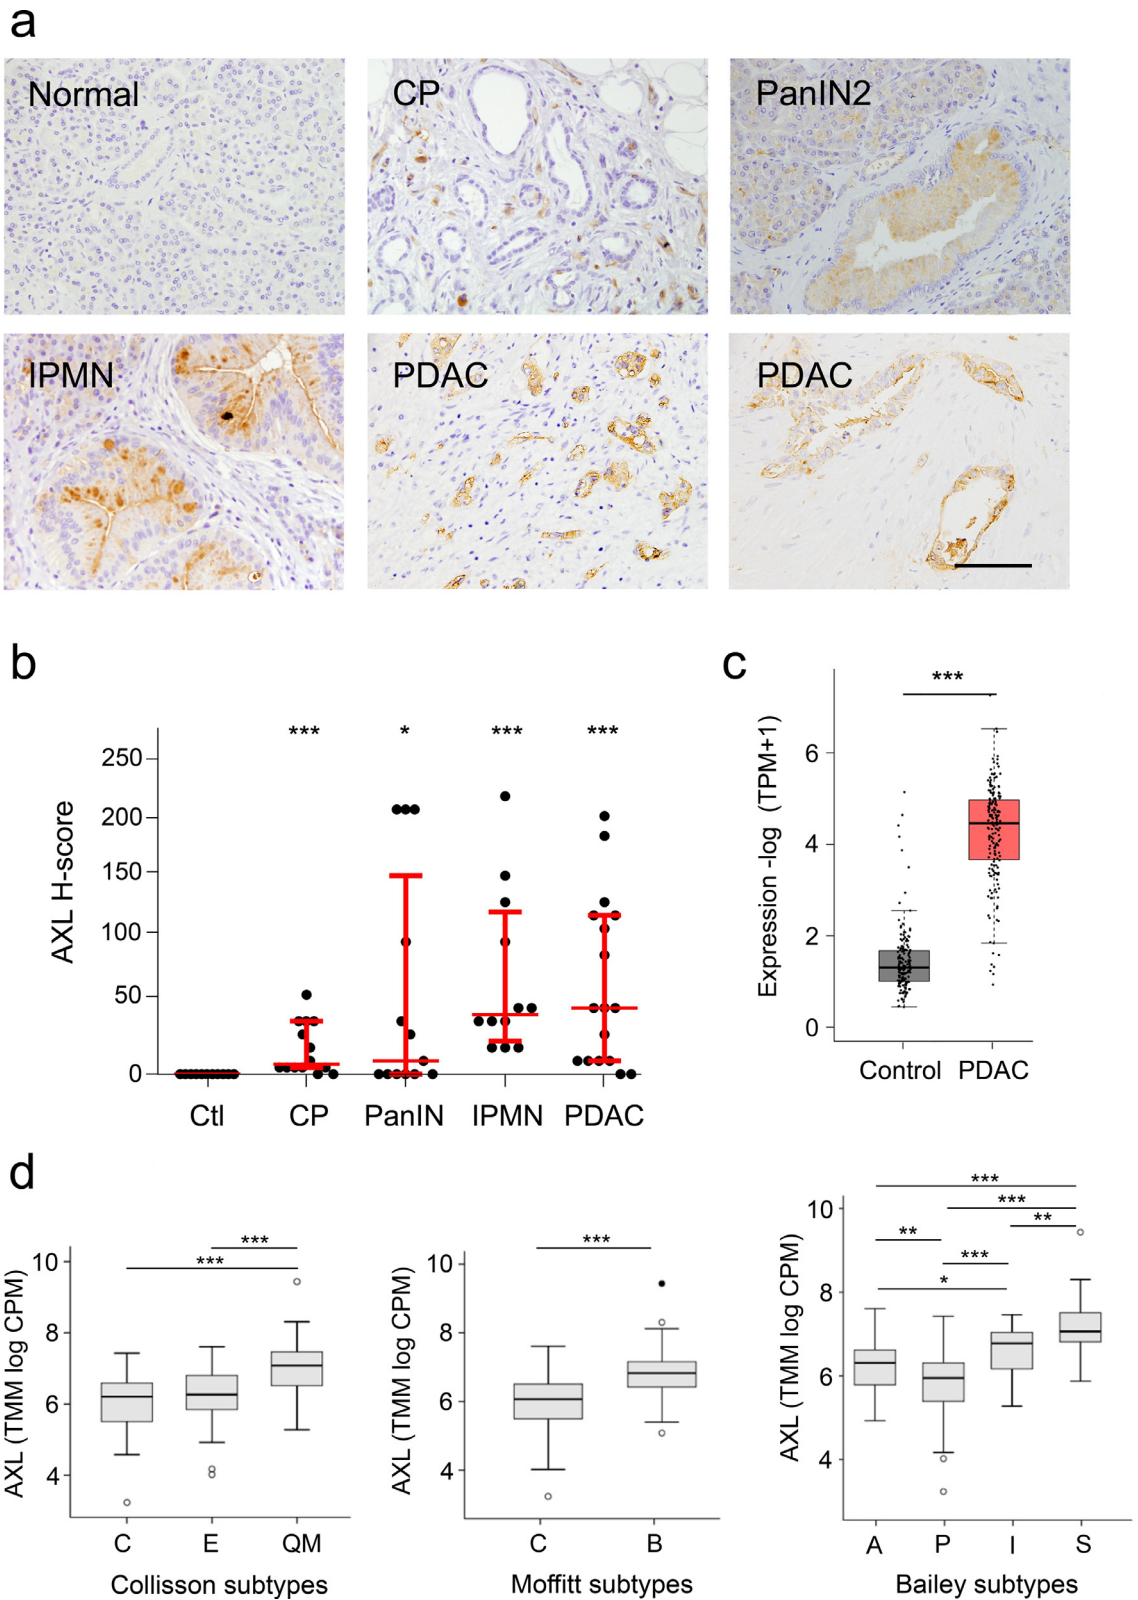 a
Normal
CP
PanIN2
IPMN
PDAC
PDAC
b
AXL H-score
250
200
150
100
50
0
***
*
***
***
Ctl
CP
PanIN
IPMN
PDAC
c
Expression -log (TPM+1)
6
4
2
0
***
Control
PDAC
d
AXL (TMM log CPM)
10
8
6
4
***
***
C
E
QM
Collisson subtypes
AXL (TMM log CPM)
10
8
6
4
***
C
B
Moffitt subtypes
AXL (TMM log CPM)
10
8
6
4
***
***
**
**
***
*
A
P
I
S
Bailey subtypes